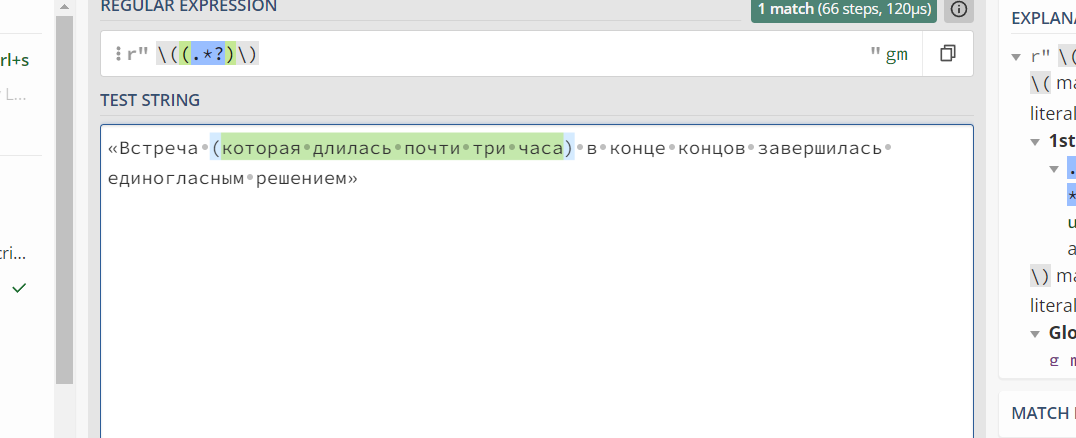 REGULAR EXPRESSION
1 match (66 steps, 120µs)
r" \((.*?)\) " gm
TEST STRING
«Встреча (которая длилась почти три часа) в конце концов завершилась
единогласным решением»
rl+s
L...
EXPLANA
r" \(
\( ma
literal
1st
.
*
u
a
\) ma
literal
Glo
g m
MATCH